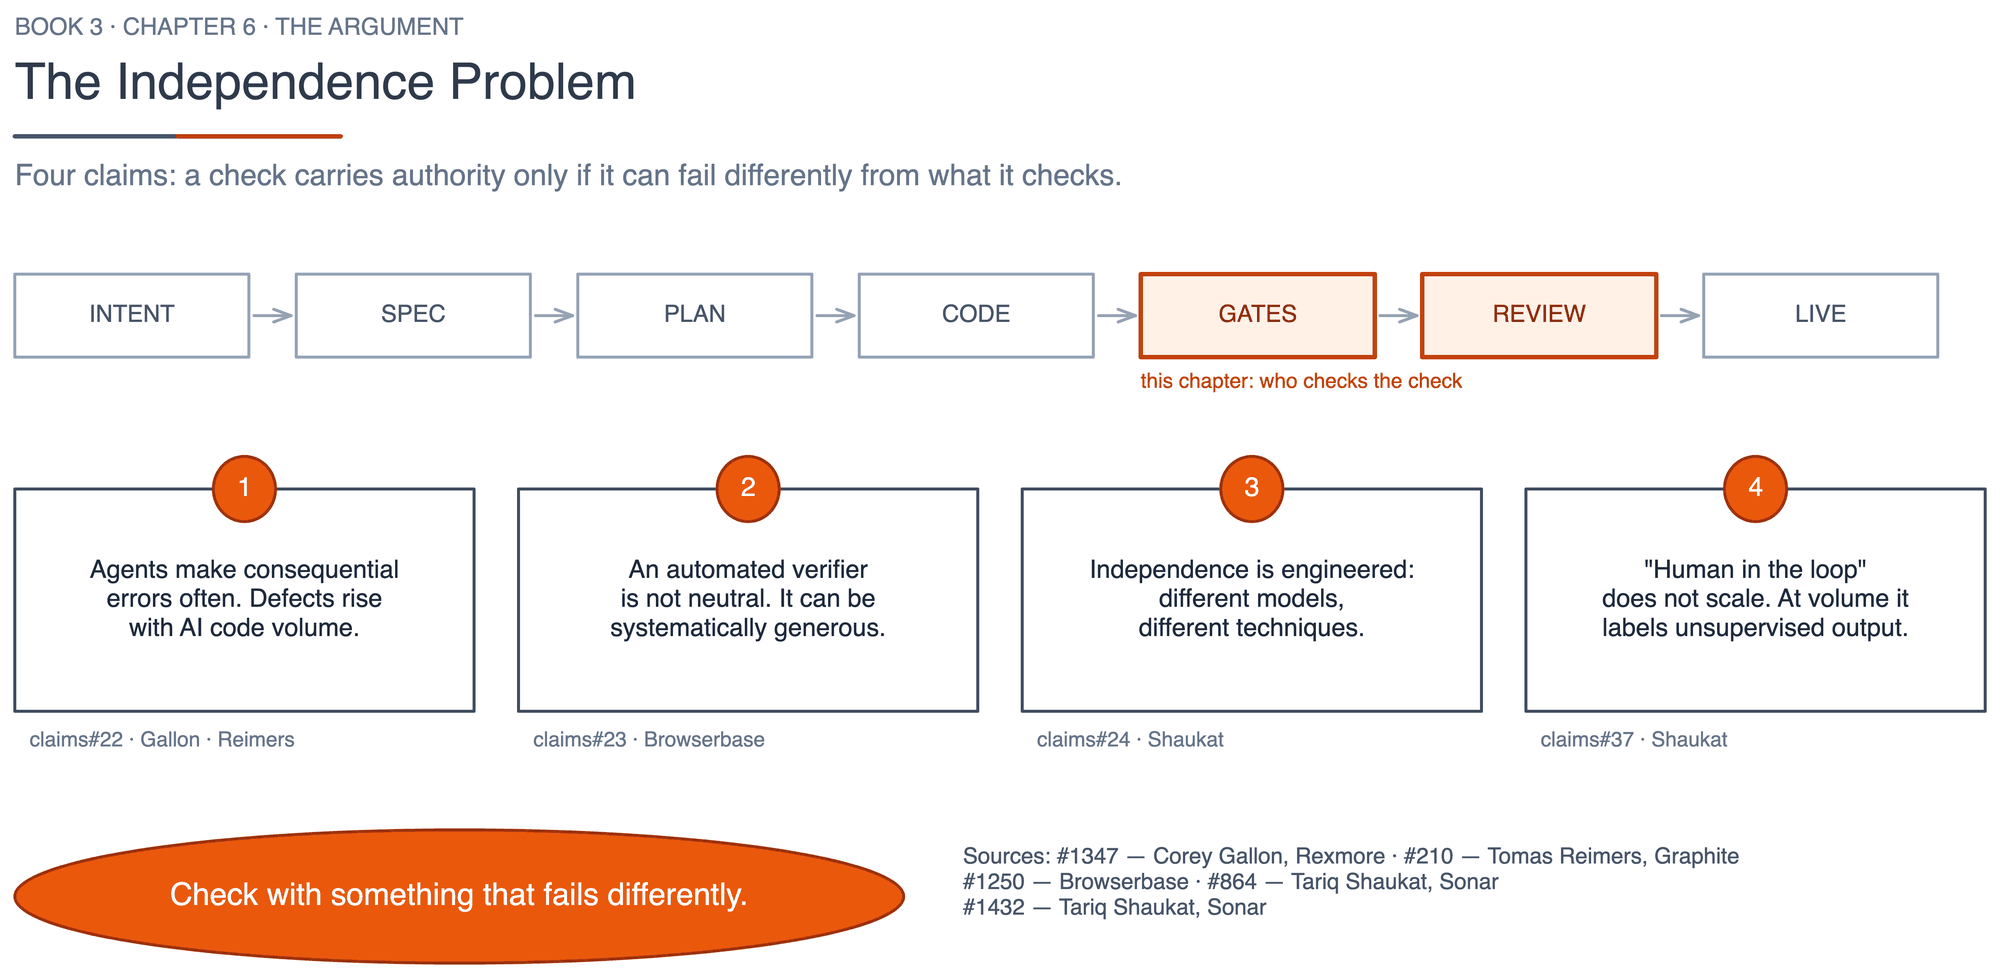 BOOK 3 · CHAPTER 6 · THE ARGUMENT
The Independence Problem
Four claims: a check carries authority only if it can fail differently from what it checks.
INTENT
SPEC
PLAN
CODE
GATES
REVIEW
LIVE
this chapter: who checks the check
1
Agents make consequential
errors often. Defects rise
with AI code volume.
claims#22 · Gallon · Reimers
2
An automated verifier
is not neutral. It can be
systematically generous.
claims#23 · Browserbase
3
Independence is engineered:
different models,
different techniques.
claims#24 · Shaukat
4
"Human in the loop"
does not scale. At volume it
labels unsupervised output.
claims#37 · Shaukat
Check with something that fails differently.
Sources: #1347 — Corey Gallon, Rexmore · #210 — Tomas Reimers, Graphite
#1250 — Browserbase · #864 — Tariq Shaukat, Sonar
#1432 — Tariq Shaukat, Sonar